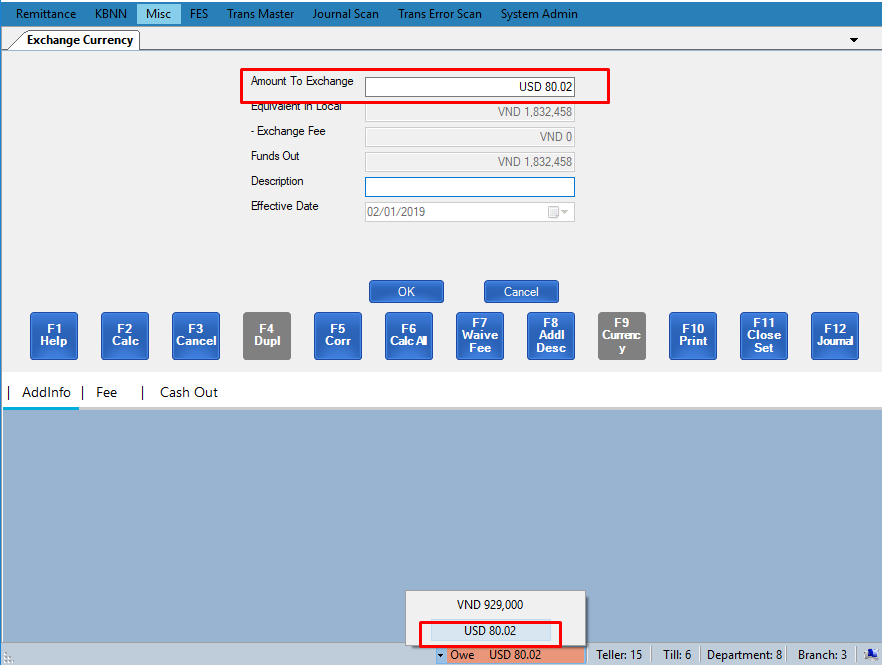 Remittance KBNN Misc FES Trans Master Journal Scan Trans Error Scan System Admin
Exchange Currency
Amount To Exchange USD 80.02
Equivalent In Local VND 1,832,458
- Exchange Fee VND 0
Funds Out VND 1,832,458
Description
Effective Date 02/01/2019
OK Cancel
F1 F2 F3 F4 F5 F6 F7 F8 F9 F10 F11 F12
Help Calc Cancel Dupl Corr Calc All Waive Fee Addl Desc Currenc y Print Close Set Journal
| AddInfo | Fee | Cash Out
VND 929,000
USD 80.02
Owe USD 80.02 Teller: 15 Till: 6 Department: 8 Branch: 3